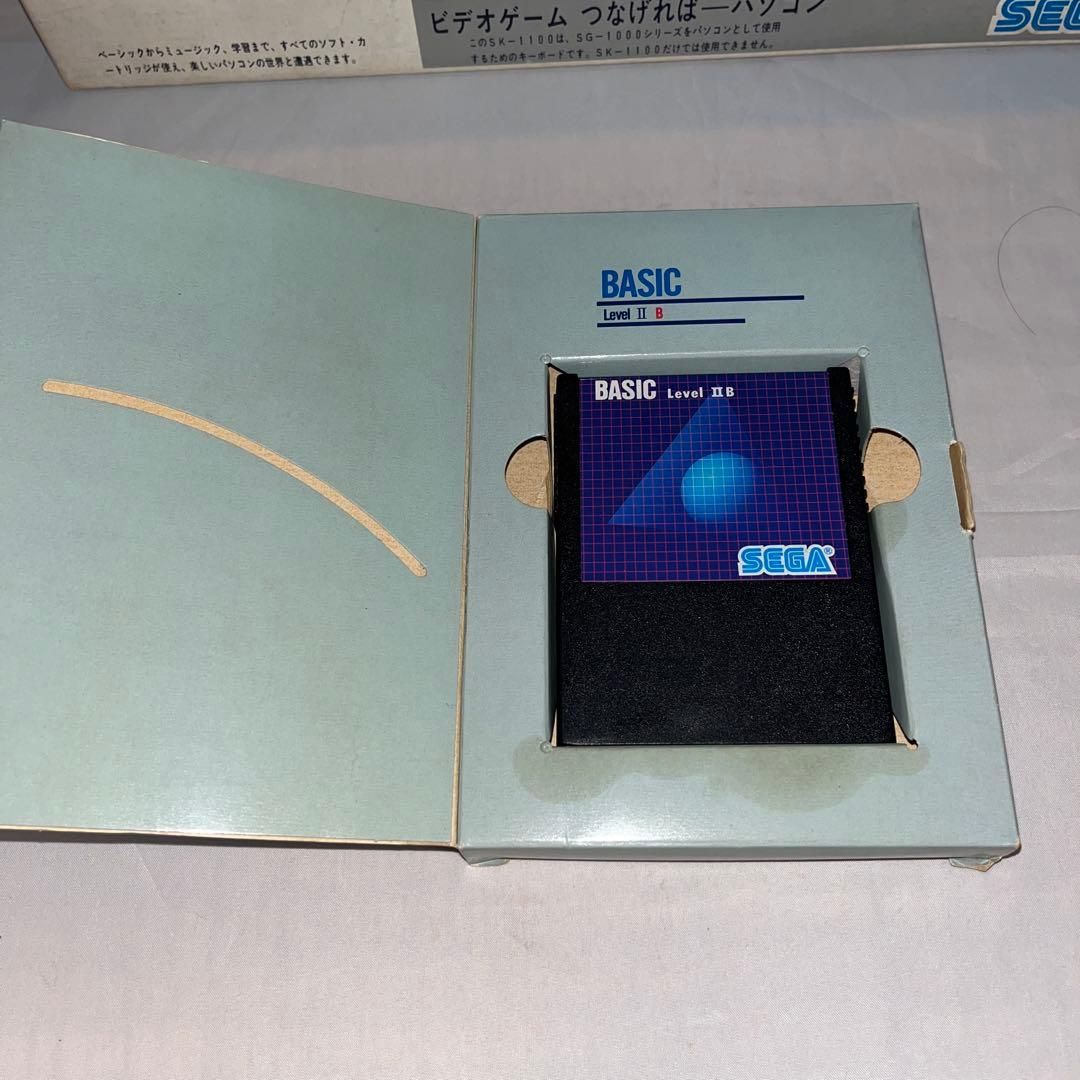 ビデオゲーム つなげれば—パソコン
このSK-1100は、SG-1000シリーズをパソコンとして使用
するためのキーボードです。SK-1100だけでは使用できません。
ベーシックからミュージック、学習まで、すべてのソフト・カ
ートリッジが使え、楽しいパソコンの世界と遭遇できます。
SEGA
BASIC
Level II B
BASIC Level II B
SEGA®